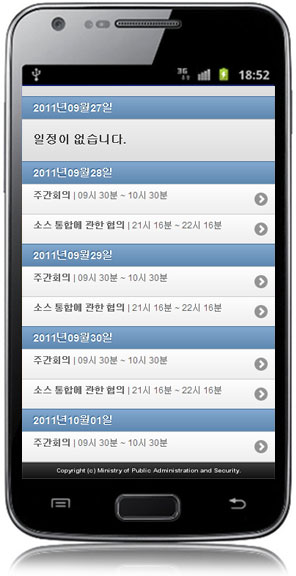 3G 18:52
2011년09월27일
일정이 없습니다.
2011년09월28일
주간회의 | 09시 30분 ~ 10시 30분
소스 통합에 관한 협의 | 21시 16분 ~ 22시 16분
2011년09월29일
주간회의 | 09시 30분 ~ 10시 30분
소스 통합에 관한 협의 | 21시 16분 ~ 22시 16분
2011년09월30일
주간회의 | 09시 30분 ~ 10시 30분
소스 통합에 관한 협의 | 21시 16분 ~ 22시 16분
2011년10월01일
주간회의 | 09시 30분 ~ 10시 30분
Copyright (c) Ministry of Public Administration and Security.